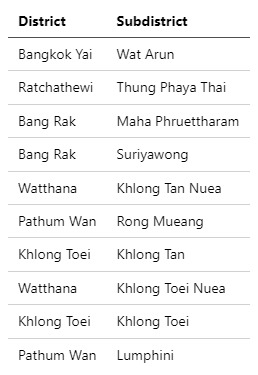 District Subdistrict
Bangkok Yai Wat Arun
Ratchathewi Thung Phaya Thai
Bang Rak Maha Phruettharam
Bang Rak Suriyawong
Watthana Khlong Tan Nuea
Pathum Wan Rong Mueang
Khlong Toei Khlong Tan
Watthana Khlong Toei Nuea
Khlong Toei Khlong Toei
Pathum Wan Lumphini